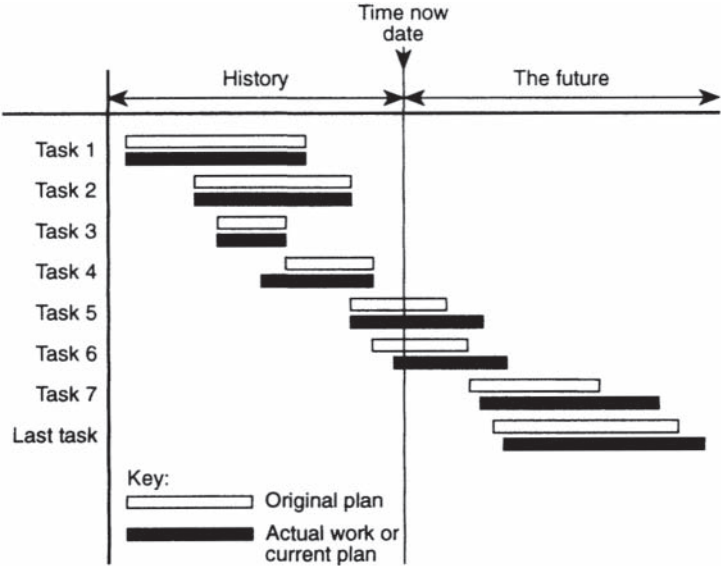 Time now
date
History
The future
Task 1
Task 2
Task 3
Task 4
Task 5
Task 6
Task 7
Last task
Key:
Original plan
Actual work or
current plan